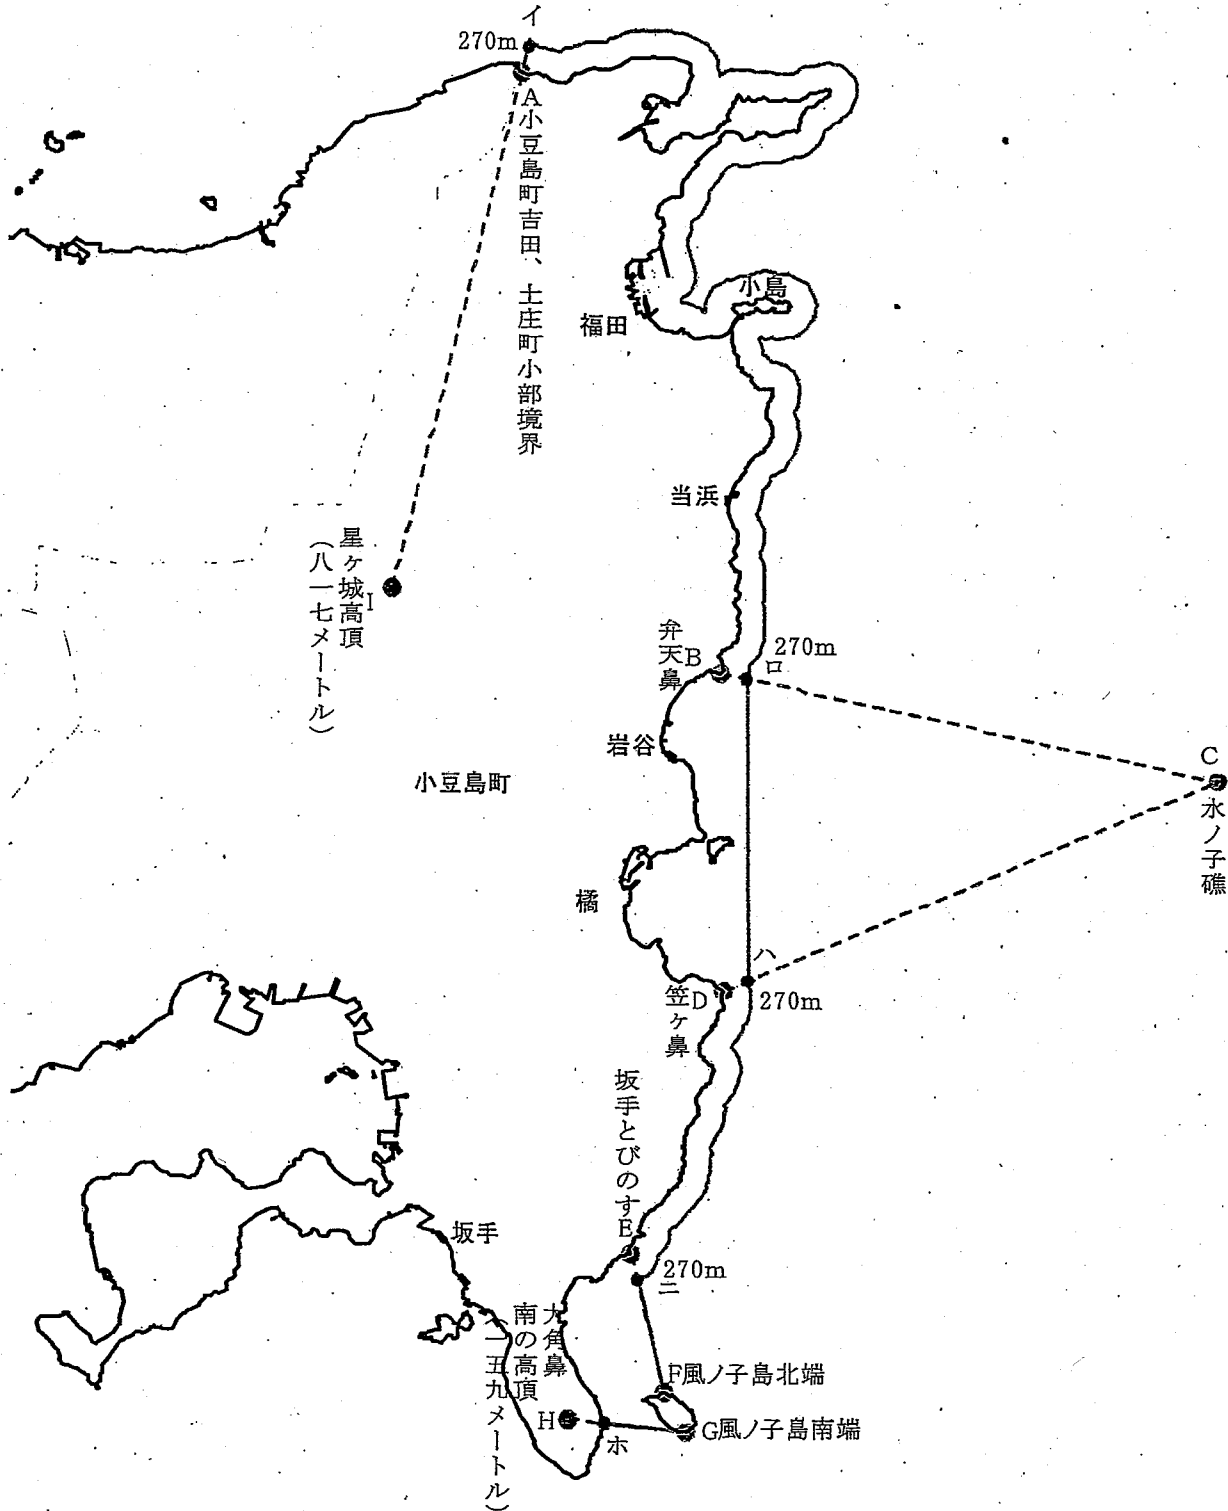 イ
270m
A
小豆島町吉田、土庄町小部境界
小島
福田
当浜
I
星ヶ城高頂
（八一七メートル）
270m
ロ
B
弁天鼻
岩谷
C
水ノ子礁
小豆島町
橘
ハ
270m
D
笠ヶ鼻
坂手とびのす
E
坂手
270m
ニ
大角鼻
南の高頂
（一五九メートル）
F風ノ子島北端
H
ホ
G風ノ子島南端